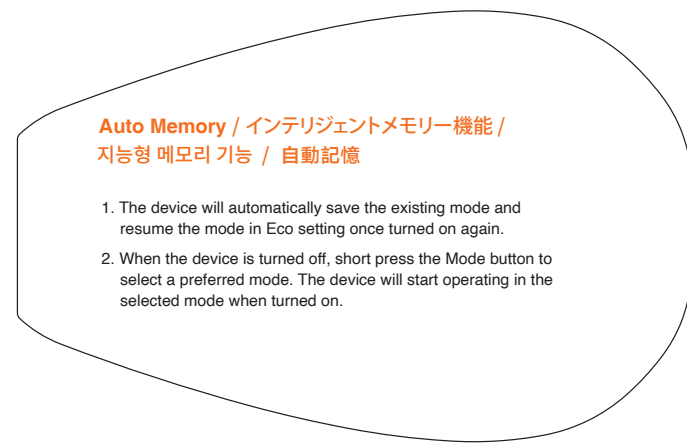 Auto Memory / インテリジェントメモリー機能 /
지능형 메모리 기능 / 自動記憶
1. The device will automatically save the existing mode and
resume the mode in Eco setting once turned on again.
2. When the device is turned off, short press the Mode button to
select a preferred mode. The device will start operating in the
selected mode when turned on.